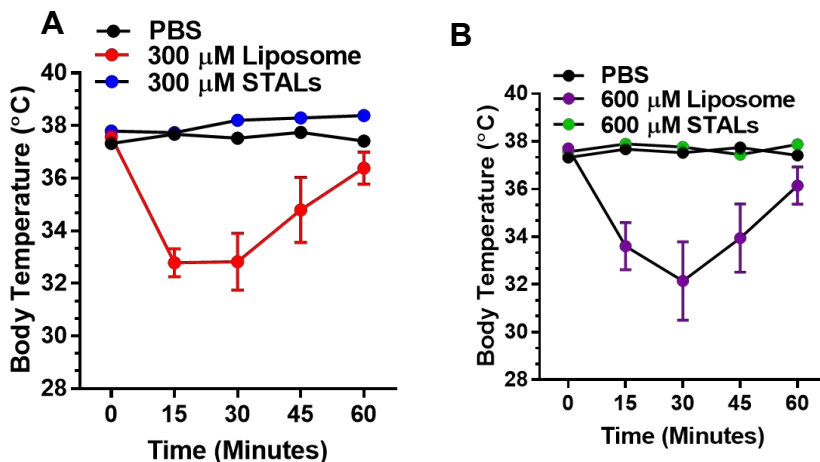 A
PBS
300 μM Liposome
300 μM STALs
Body Temperature (°C)
40
38
36
34
32
30
28
0 15 30 45 60
Time (Minutes)
B
PBS
600 μM Liposome
600 μM STALs
Body Temperature (°C)
40
38
36
34
32
30
28
0 15 30 45 60
Time (Minutes)